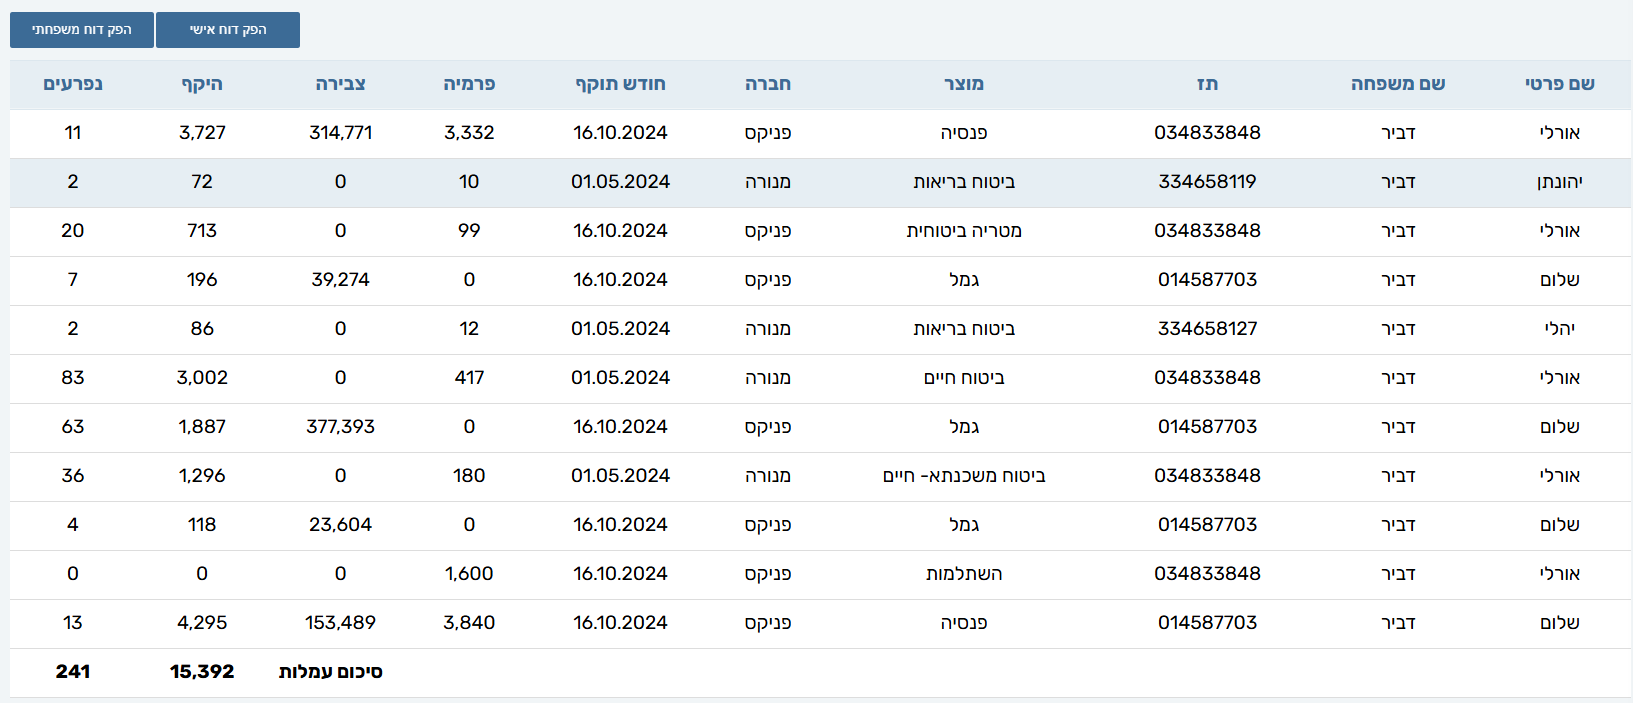 הפק דוח אישי הפק דוח משפחתי
שם פרטי שם משפחה תז מוצר חברה חודש תוקף פרמיה צבירה היקף נפרעים
אורלי דביר 034833848 פנסיה פניקס 16.10.2024 3,332 314,771 3,727 11
יהונתן דביר 334658119 ביטוח בריאות מנורה 01.05.2024 10 0 72 2
אורלי דביר 034833848 מטריה ביטוחית פניקס 16.10.2024 99 0 713 20
שלום דביר 014587703 גמל פניקס 16.10.2024 0 39,274 196 7
יהלי דביר 334658127 ביטוח בריאות מנורה 01.05.2024 12 0 86 2
אורלי דביר 034833848 ביטוח חיים מנורה 01.05.2024 417 0 3,002 83
שלום דביר 014587703 גמל פניקס 16.10.2024 0 377,393 1,887 63
אורלי דביר 034833848 ביטוח משכנתא- חיים מנורה 01.05.2024 180 0 1,296 36
שלום דביר 014587703 גמל פניקס 16.10.2024 0 23,604 118 4
אורלי דביר 034833848 השתלמות פניקס 16.10.2024 1,600 0 0 0
שלום דביר 014587703 פנסיה פניקס 16.10.2024 3,840 153,489 4,295 13
סיכום עמלות 15,392 241